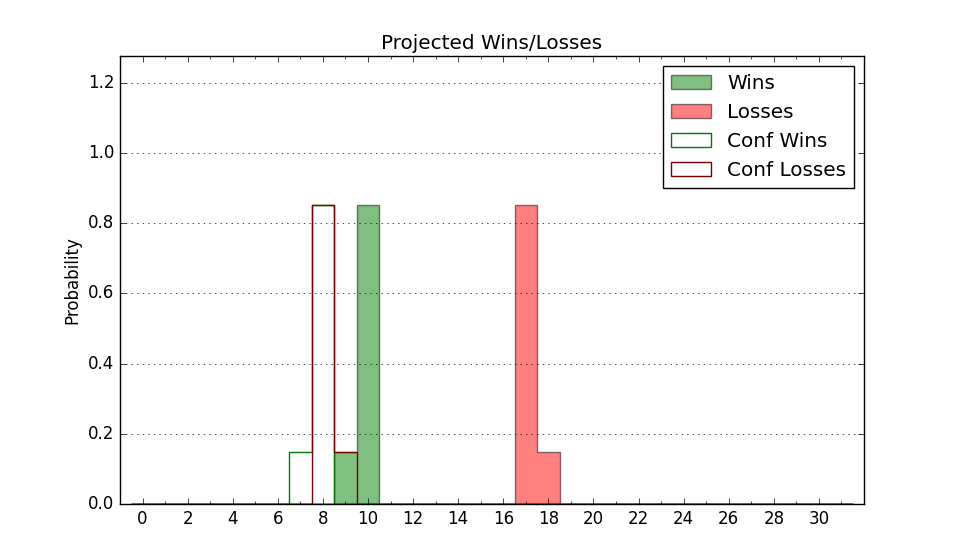 Projected Wins/Losses
Wins
Losses
Conf Wins
Conf Losses
Probability
1.2
1.0
0.8
0.6
0.4
0.2
0.0
0 2 4 6 8 10 12 14 16 18 20 22 24 26 28 30